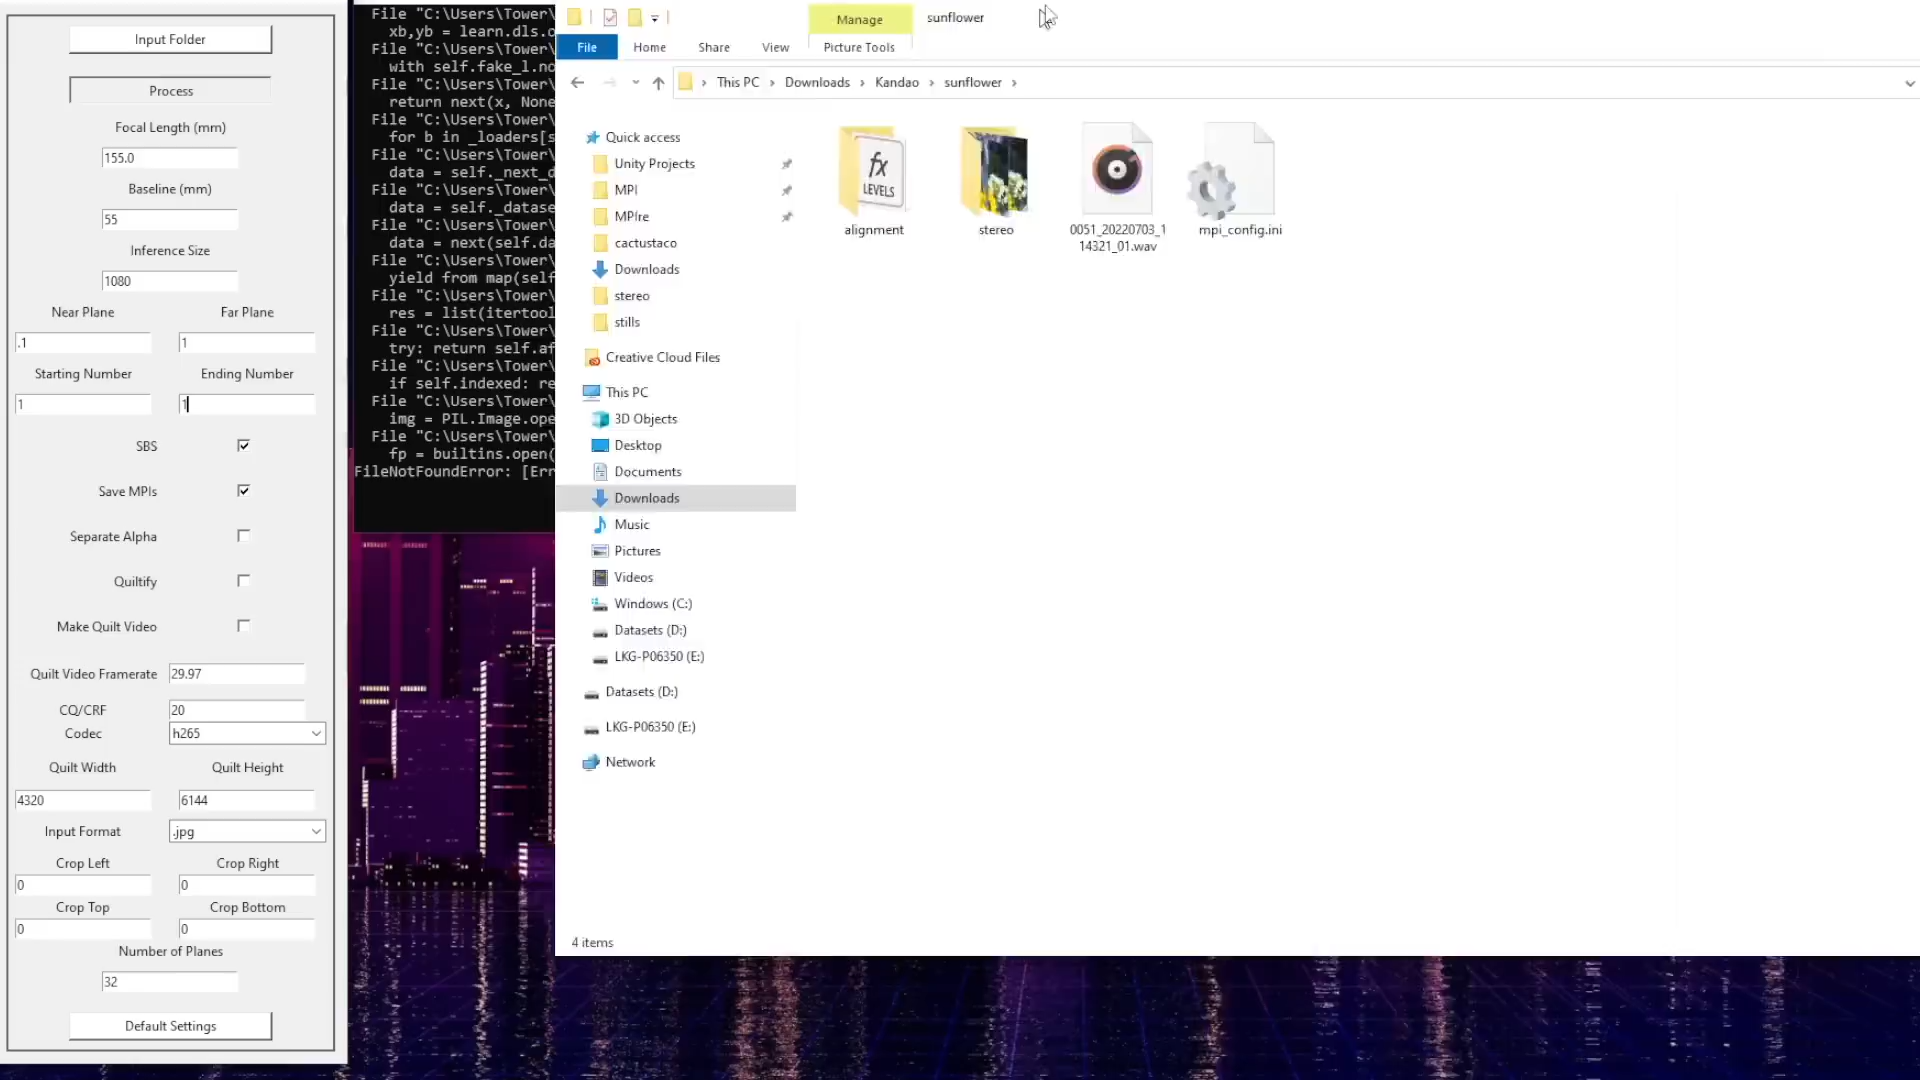 Input Folder
Process
Focal Length (mm)
155.0
Baseline (mm)
55
Inference Size
1080
Near Plane
Far Plane
.1
1
Starting Number
Ending Number
1
1
SBS
Save MPIs
Separate Alpha
Quiltify
Make Quilt Video
Quilt Video Framerate
29.97
CQ/CRF
20
Codec
h265
Quilt Width
Quilt Height
4320
6144
Input Format
.jpg
Crop Left
Crop Right
0
0
Crop Top
Crop Bottom
0
0
Number of Planes
32
Default Settings
File "C:\Users\Tower\
xb,yb = learn.dls.o
File "C:\Users\Tower\
with self.fake_l.no
File "C:\Users\Tower\
return next(x, None
File "C:\Users\Tower\
for b in _loaders[s
File "C:\Users\Tower\
data = self._next_d
File "C:\Users\Tower\
data = self._datase
File "C:\Users\Tower\
data = next(self.da
File "C:\Users\Tower\
yield from map(self
File "C:\Users\Tower\
res = list(itertool
File "C:\Users\Tower\
try: return self.af
File "C:\Users\Tower\
if self.indexed: re
File "C:\Users\Tower\
img = PIL.Image.ope
File "C:\Users\Tower\
fp = builtins.open(
FileNotFoundError: [Err
Manage
sunflower
File
Home
Share
View
Picture Tools
This PC
Downloads
Kandao
sunflower
Quick access
Unity Projects
MPI
MPIre
cactustaco
Downloads
stereo
stills
Creative Cloud Files
This PC
3D Objects
Desktop
Documents
Downloads
Music
Pictures
Videos
Windows (C:)
Datasets (D:)
LKG-P06350 (E:)
Datasets (D:)
LKG-P06350 (E:)
Network
fx
LEVELS
alignment
stereo
0051_20220703_1
14321_01.wav
mpi_config.ini
4 items